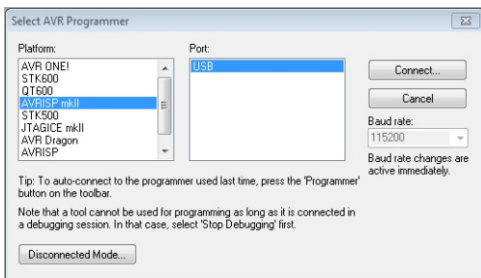 Select AVR Programmer
Platform:
AVR ONE!
STK600
QT600
AVRISP mkII
STK500
JTAGICE mkII
AVR Dragon
AVRISP
Port:
USB
Connect...
Cancel
Baud rate:
115200
Baud rate changes are
active immediately.
Tip: To auto-connect to the programmer used last time, press the 'Programmer'
button on the toolbar.
Note that a tool cannot be used for programming as long as it is connected in
a debugging session. In that case, select 'Stop Debugging' first.
Disconnected Mode...